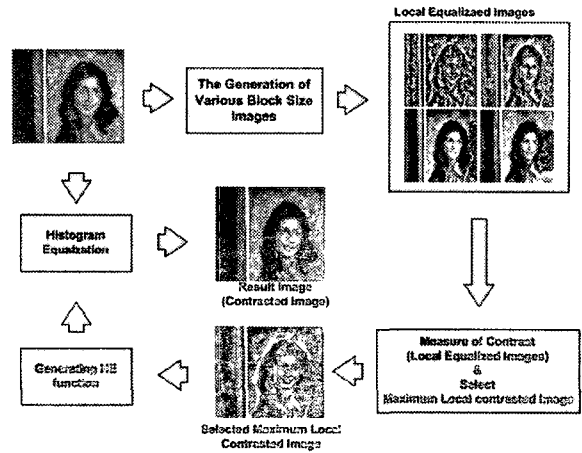 Local Equalizaed Images
The Generation of
Various Block Size
Images
Histogram
Equalization
Result Image
(Contracted Image)
Measure of Contrast
(Local Equalized Images)
&
Select
Maximum Local contrasted Image
Generating HE
function
Selected Maximum Local
Contrasted Image